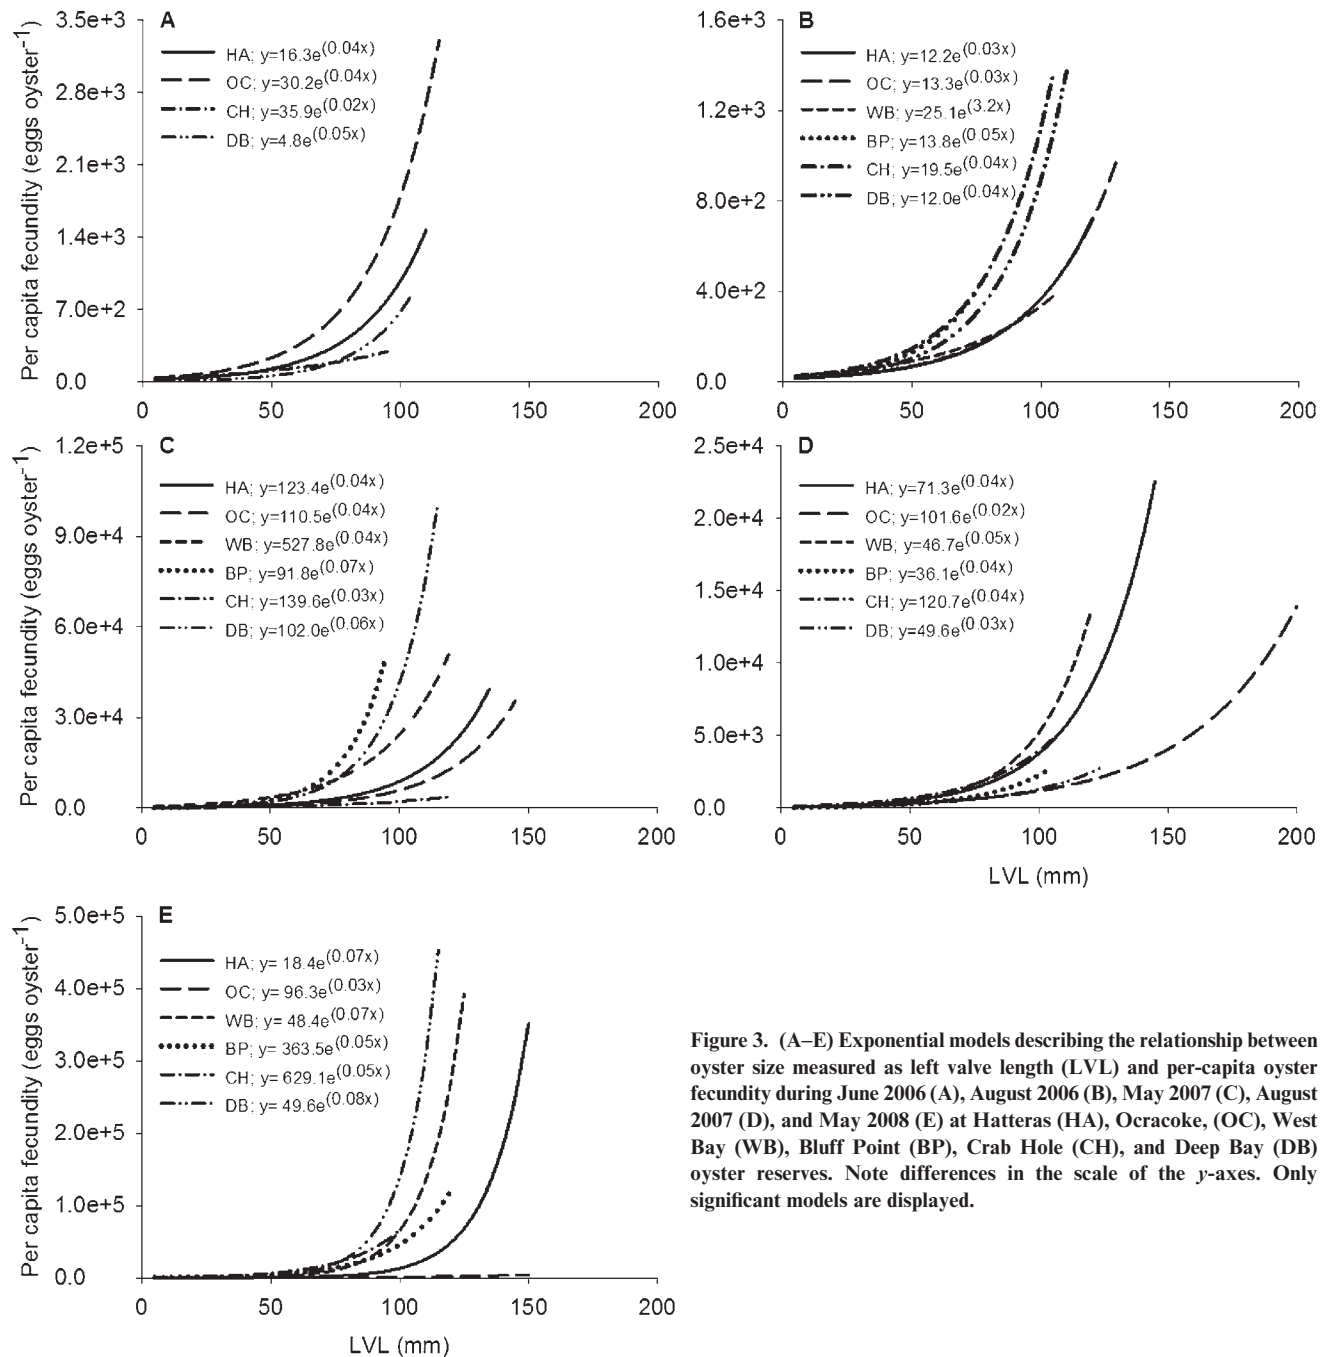 A
Per capita fecundity (eggs oyster⁻¹)
3.5e+3
2.8e+3
2.1e+3
1.4e+3
7.0e+2
0.0
HA; y=16.3e(0.04x)
OC; y=30.2e(0.04x)
CH; y=35.9e(0.02x)
DB; y=4.8e(0.05x)
0 50 100 150 200
B
1.6e+3
1.2e+3
8.0e+2
4.0e+2
0.0
HA; y=12.2e(0.03x)
OC; y=13.3e(0.03x)
WB; y=25.1e(3.2x)
BP; y=13.8e(0.05x)
CH; y=19.5e(0.04x)
DB; y=12.0e(0.04x)
0 50 100 150 200
C
Per capita fecundity (eggs oyster⁻¹)
1.2e+5
9.0e+4
6.0e+4
3.0e+4
0.0
HA; y=123.4e(0.04x)
OC; y=110.5e(0.04x)
WB; y=527.8e(0.04x)
BP; y=91.8e(0.07x)
CH; y=139.6e(0.03x)
DB; y=102.0e(0.06x)
0 50 100 150 200
D
2.5e+4
2.0e+4
1.5e+4
1.0e+4
5.0e+3
0.0
HA; y=71.3e(0.04x)
OC; y=101.6e(0.02x)
WB; y=46.7e(0.05x)
BP; y=36.1e(0.04x)
CH; y=120.7e(0.04x)
DB; y=49.6e(0.03x)
0 50 100 150 200
LVL (mm)
E
Per capita fecundity (eggs oyster⁻¹)
5.0e+5
4.0e+5
3.0e+5
2.0e+5
1.0e+5
0.0
HA; y= 18.4e(0.07x)
OC; y= 96.3e(0.03x)
WB; y= 48.4e(0.07x)
BP; y= 363.5e(0.05x)
CH; y= 629.1e(0.05x)
DB; y= 49.6e(0.08x)
0 50 100 150 200
LVL (mm)
Figure 3. (A–E) Exponential models describing the relationship between
oyster size measured as left valve length (LVL) and per-capita oyster
fecundity during June 2006 (A), August 2006 (B), May 2007 (C), August
2007 (D), and May 2008 (E) at Hatteras (HA), Ocracoke, (OC), West
Bay (WB), Bluff Point (BP), Crab Hole (CH), and Deep Bay (DB)
oyster reserves. Note differences in the scale of the y-axes. Only
significant models are displayed.